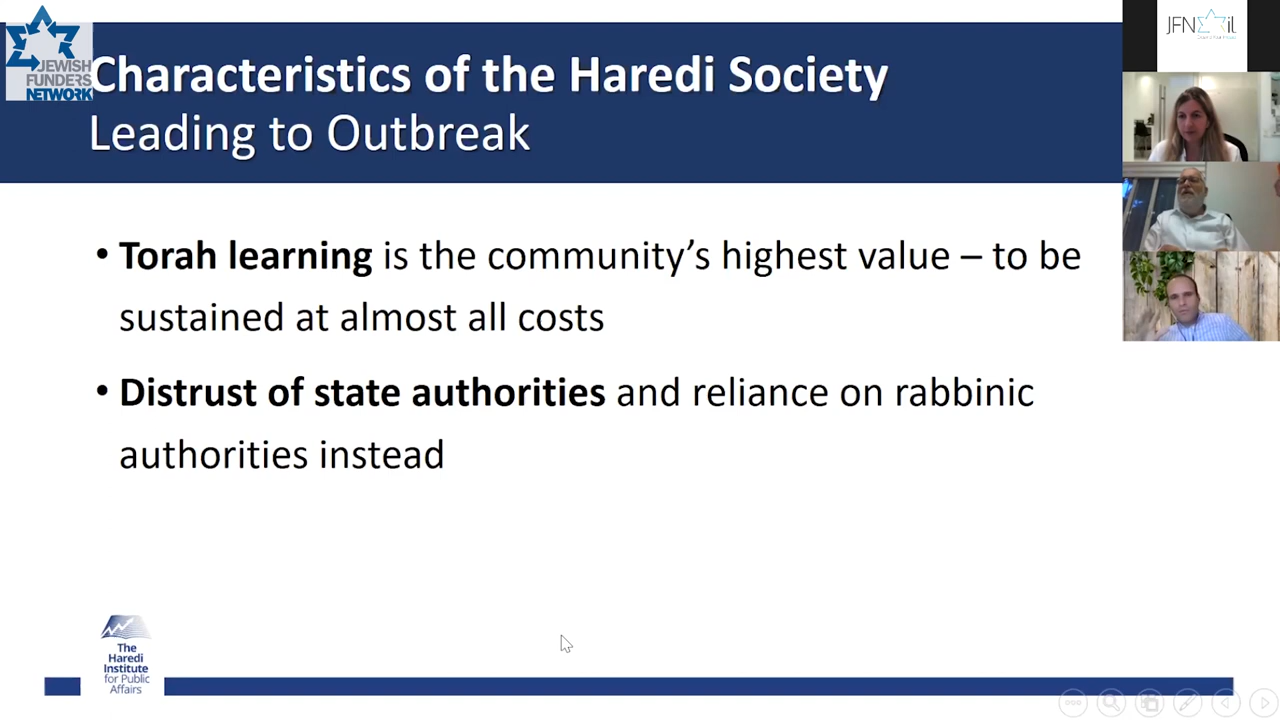 JEWISH
FUNDERS
NETWORK
Characteristics of the Haredi Society
Leading to Outbreak
• Torah learning is the community’s highest value – to be
sustained at almost all costs
• Distrust of state authorities and reliance on rabbinic
authorities instead
The
Haredi
Institute
for Public
Affairs
JFN il